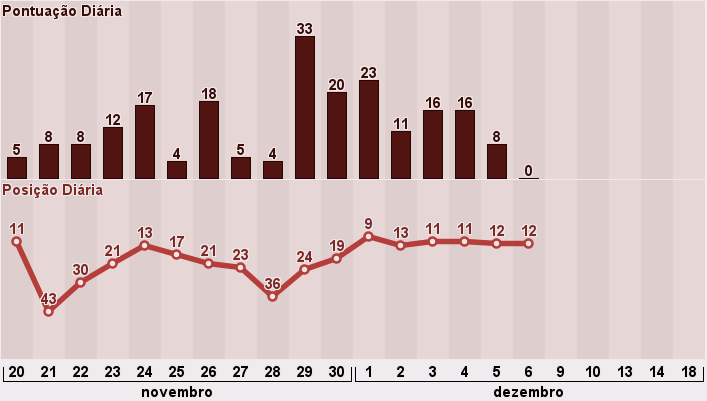 Pontuação Diária
5 8 8 12 17 4 18 5 4 33 20 23 11 16 16 8 0
Posição Diária
11 43 30 21 13 17 21 23 36 24 19 9 13 11 11 12 12
20 21 22 23 24 25 26 27 28 29 30 1 2 3 4 5 6 9 10 13 14 18
novembro dezembro